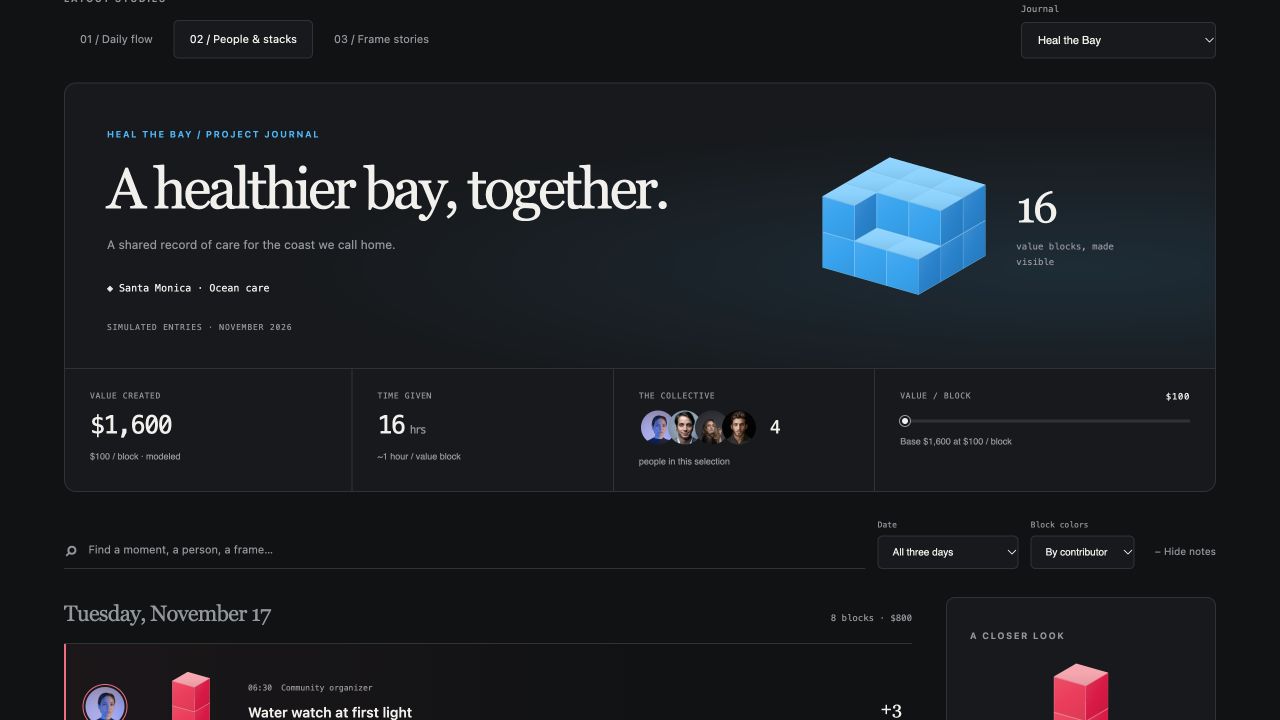 LAYOUT STUDIES
Journal
01 / Daily flow
02 / People & stacks
03 / Frame stories
Heal the Bay
HEAL THE BAY / PROJECT JOURNAL
A healthier bay, together.
A shared record of care for the coast we call home.
◆ Santa Monica · Ocean care
SIMULATED ENTRIES · NOVEMBER 2026
16
value blocks, made
visible
VALUE CREATED
$1,600
$100 / block · modeled
TIME GIVEN
16 hrs
~1 hour / value block
THE COLLECTIVE
4
people in this selection
VALUE / BLOCK
$100
Base $1,600 at $100 / block
Find a moment, a person, a frame…
Date
All three days
Block colors
By contributor
– Hide notes
Tuesday, November 17
8 blocks · $800
A CLOSER LOOK
06:30 Community organizer
Water watch at first light
+3